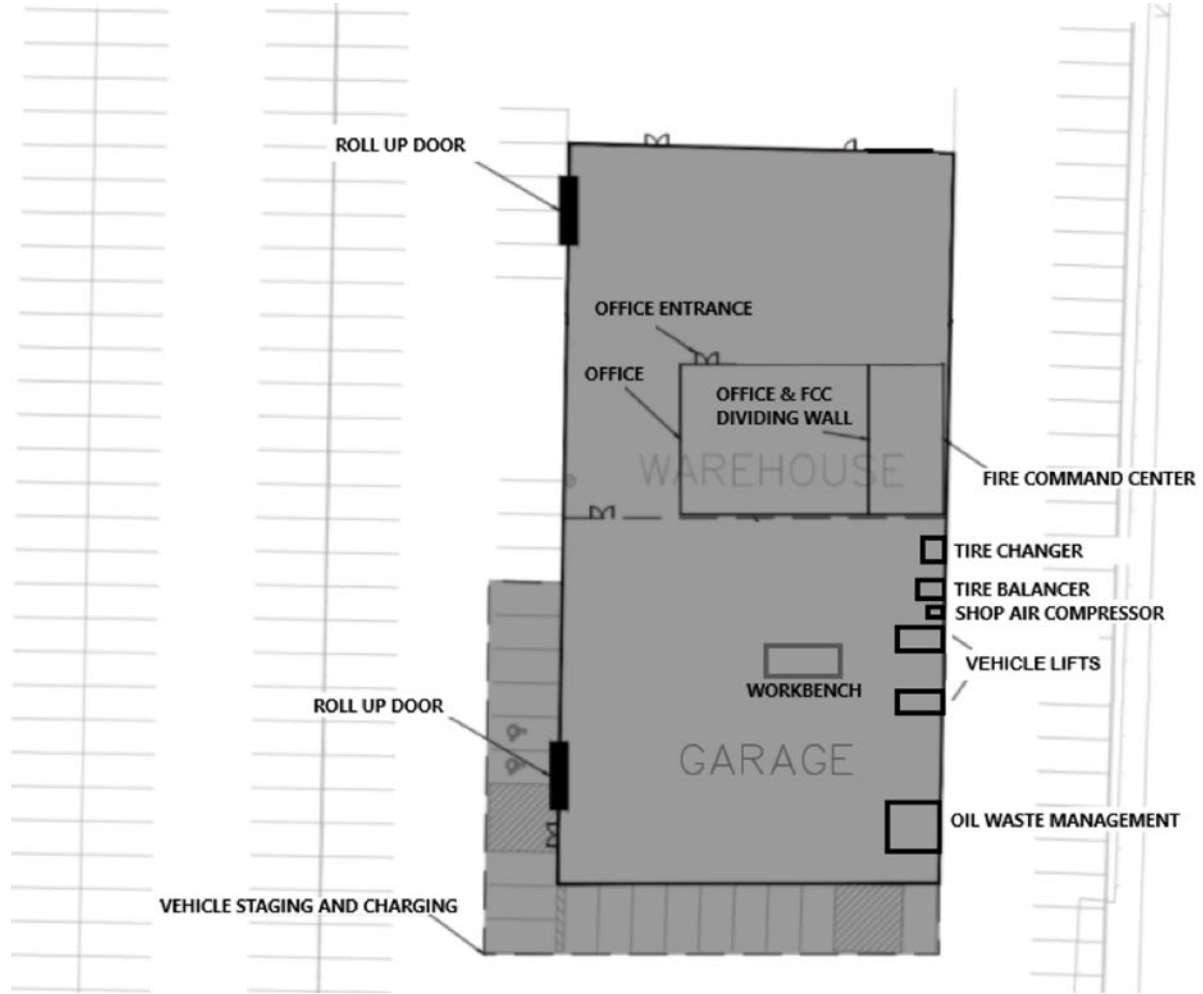 ROLL UP DOOR
OFFICE ENTRANCE
OFFICE
OFFICE & FCC
DIVIDING WALL
WAREHOUSE
FIRE COMMAND CENTER
TIRE CHANGER
TIRE BALANCER
SHOP AIR COMPRESSOR
VEHICLE LIFTS
WORKBENCH
ROLL UP DOOR
GARAGE
OIL WASTE MANAGEMENT
VEHICLE STAGING AND CHARGING